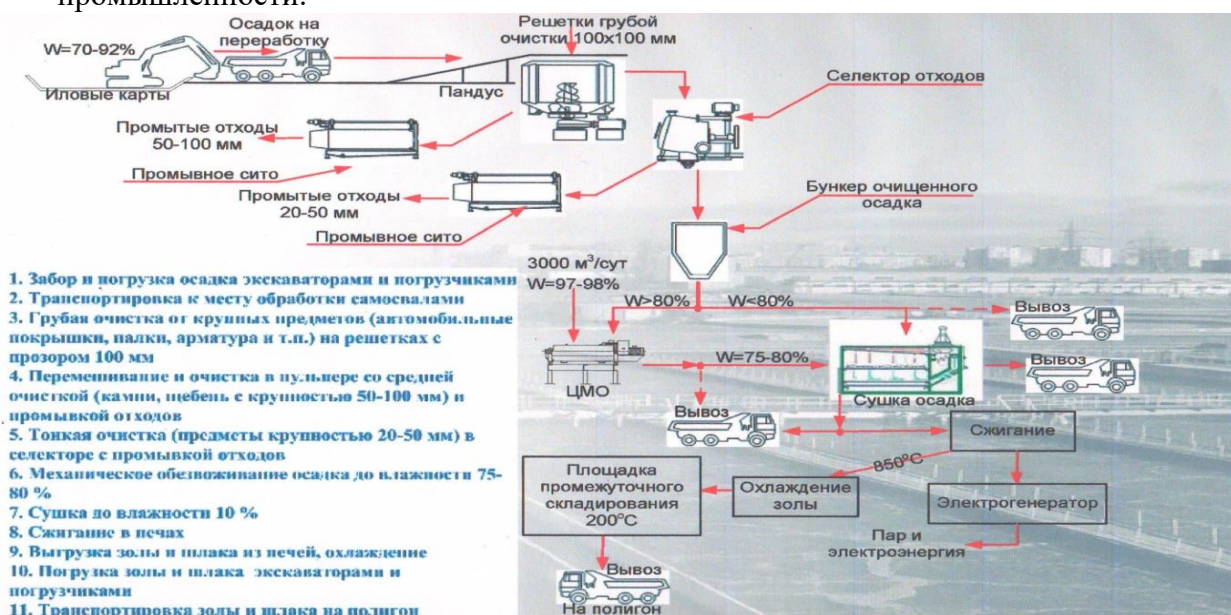 промышленности.
Осадок на
переработку
W=70-92%
Иловые карты
Пандус
Решетки грубой
очистки 100x100 мм
Селектор отходов
Промытые отходы
50-100 мм
Промывное сито
Промытые отходы
20-50 мм
Промывное сито
Бункер очищенного
осадка
3000 м³/сут
W=97-98%
W>80%
W<80%
Вывоз
ЦМО
W=75-80%
Вывоз
Сушка осадка
Вывоз
Сжигание
850°C
Площадка
промежуточного
складирования
200°C
Охлаждение
золы
Электрогенератор
Пар и
электроэнергия
Вывоз
На полигон
1. Забор и погрузка осадка экскаваторами и погрузчиками
2. Транспортировка к месту обработки самосвалами
3. Грубая очистка от крупных предметов (автомобильные
покрышки, палки, арматура и т.п.) на решетках с
прозором 100 мм
4. Перемешивание и очистка в пульпере со средней
очисткой (камни, щебень с крупностью 50-100 мм) и
промывкой отходов
5. Тонкая очистка (предметы крупностью 20-50 мм) в
селекторе с промывкой отходов
6. Механическое обезвоживание осадка до влажности 75-
80 %
7. Сушка до влажности 10 %
8. Сжигание в печах
9. Выгрузка золы и шлака из печей, охлаждение
10. Погрузка золы и шлака экскаваторами и
погрузчиками
11. Транспортировка золы и шлака на полигон